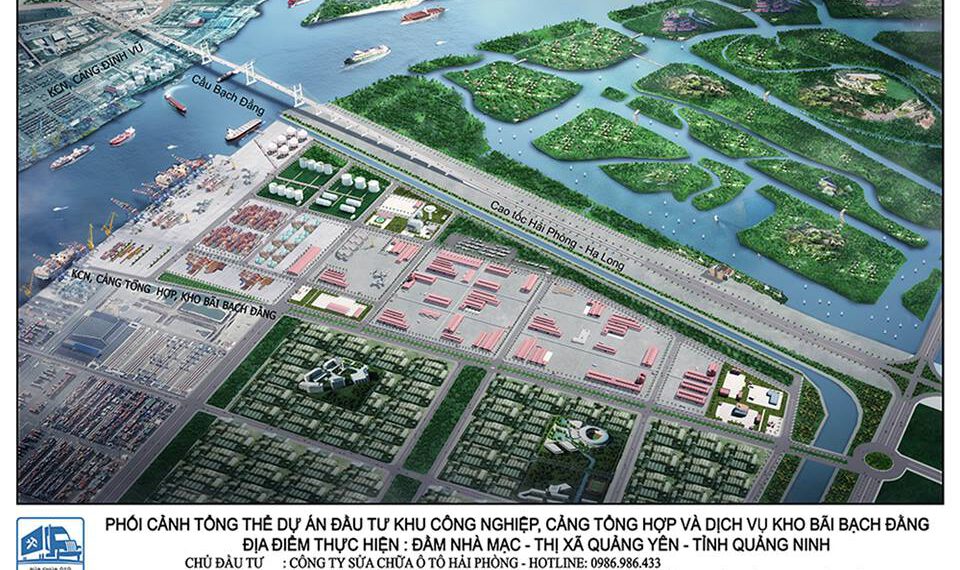 KCN, CẢNG ĐÌNH VŨ
Cầu Bạch Đằng
Cao tốc Hải Phòng - Hạ Long
KCN, CẢNG TỔNG HỢP, KHO BÃI BẠCH ĐẰNG
PHỐI CẢNH TỔNG THỂ DỰ ÁN ĐẦU TƯ KHU CÔNG NGHIỆP, CẢNG TỔNG HỢP VÀ DỊCH VỤ KHO BÃI BẠCH ĐẰNG
ĐỊA ĐIỂM THỰC HIỆN : ĐẦM NHÀ MẠC - THỊ XÃ QUẢNG YÊN - TỈNH QUẢNG NINH
CHỦ ĐẦU TƯ : CÔNG TY SỬA CHỮA Ô TÔ HẢI PHÒNG - HOTLINE: 0986.986.433